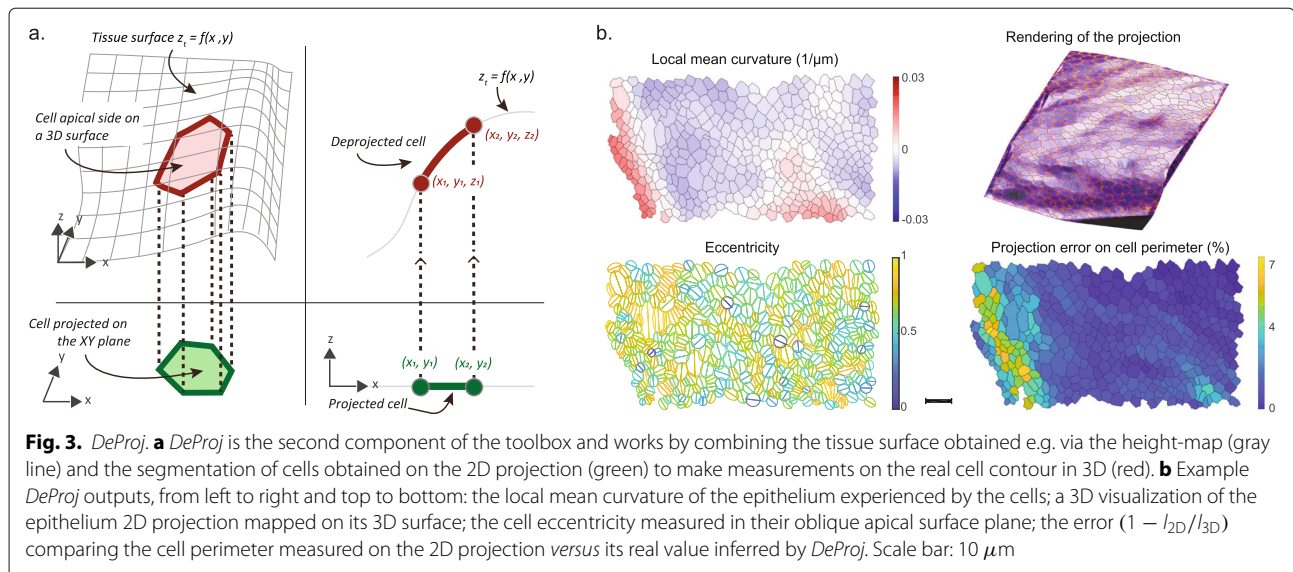 a.
Tissue surface zₜ = f(x ,y)
Cell apical side on
a 3D surface
z
y
x
Cell projected on
the XY plane
y
x
zₜ = f(x ,y)
Deprojected cell
(x₂, y₂, z₂)
(x₁, y₁, z₁)
z
x
(x₁, y₁)
(x₂, y₂)
Projected cell
b.
Local mean curvature (1/μm)
0.03
0
-0.03
Rendering of the projection
Eccentricity
1
0.5
0
Projection error on cell perimeter (%)
7
4
0
Fig. 3. DeProj. a DeProj is the second component of the toolbox and works by combining the tissue surface obtained e.g. via the height-map (gray
line) and the segmentation of cells obtained on the 2D projection (green) to make measurements on the real cell contour in 3D (red). b Example
DeProj outputs, from left to right and top to bottom: the local mean curvature of the epithelium experienced by the cells; a 3D visualization of the
epithelium 2D projection mapped on its 3D surface; the cell eccentricity measured in their oblique apical surface plane; the error (1 − l2D/l3D)
comparing the cell perimeter measured on the 2D projection versus its real value inferred by DeProj. Scale bar: 10 μm